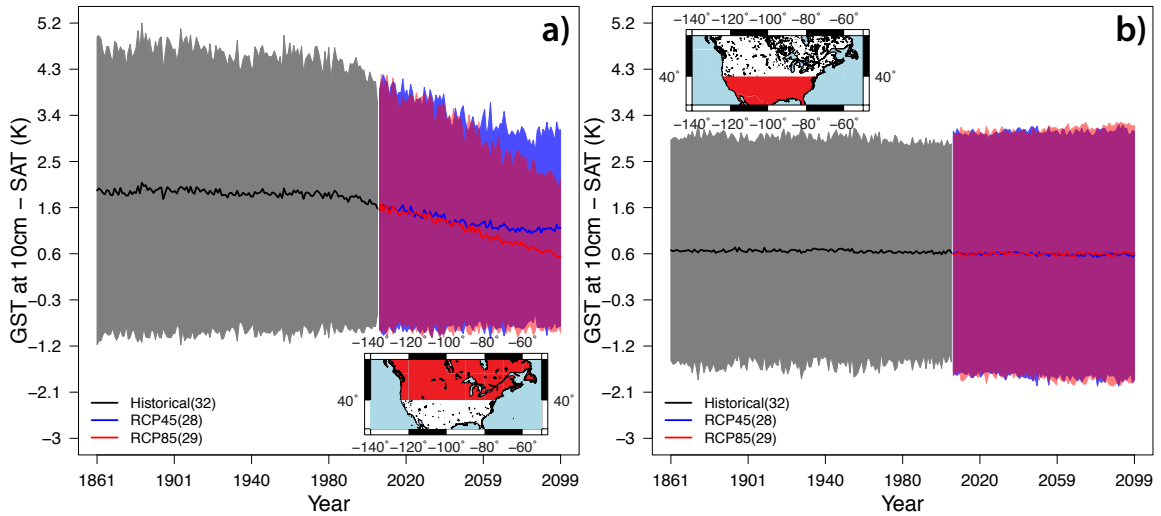 a)
GST at 10cm − SAT (K)
5.2
4.3
3.4
2.5
1.6
0.6
−0.3
−1.2
−2.1
−3
−140˚ −120˚ −100˚ −80˚ −60˚
40˚ 40˚
−140˚ −120˚ −100˚ −80˚ −60˚
Historical(32)
RCP45(28)
RCP85(29)
1861 1901 1940 1980 2020 2059 2099
Year
b)
GST at 10cm − SAT (K)
−140˚ −120˚ −100˚ −80˚ −60˚
40˚ 40˚
−140˚ −120˚ −100˚ −80˚ −60˚
5.2
4.3
3.4
2.5
1.6
0.6
−0.3
−1.2
−2.1
−3
Historical(32)
RCP45(28)
RCP85(29)
1861 1901 1940 1980 2020 2059 2099
Year